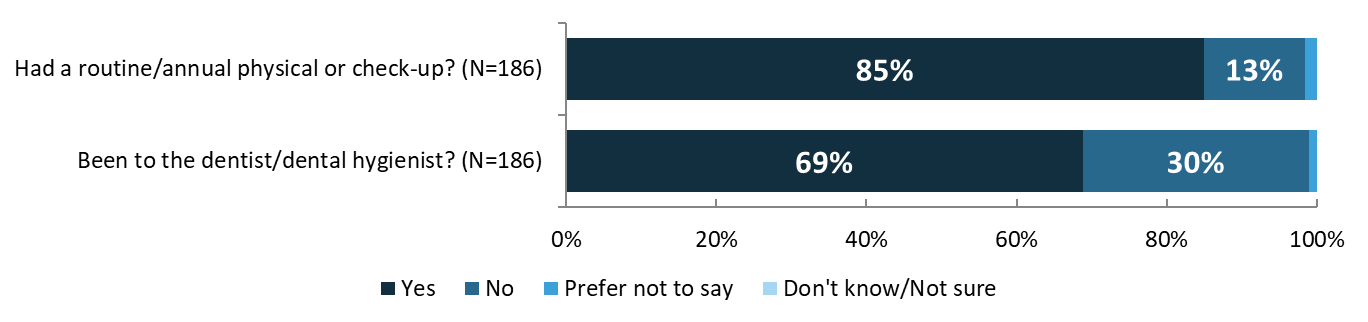 Had a routine/annual physical or check-up? (N=186)
85%
13%
Been to the dentist/dental hygienist? (N=186)
69%
30%
0% 20% 40% 60% 80% 100%
Yes No Prefer not to say Don't know/Not sure